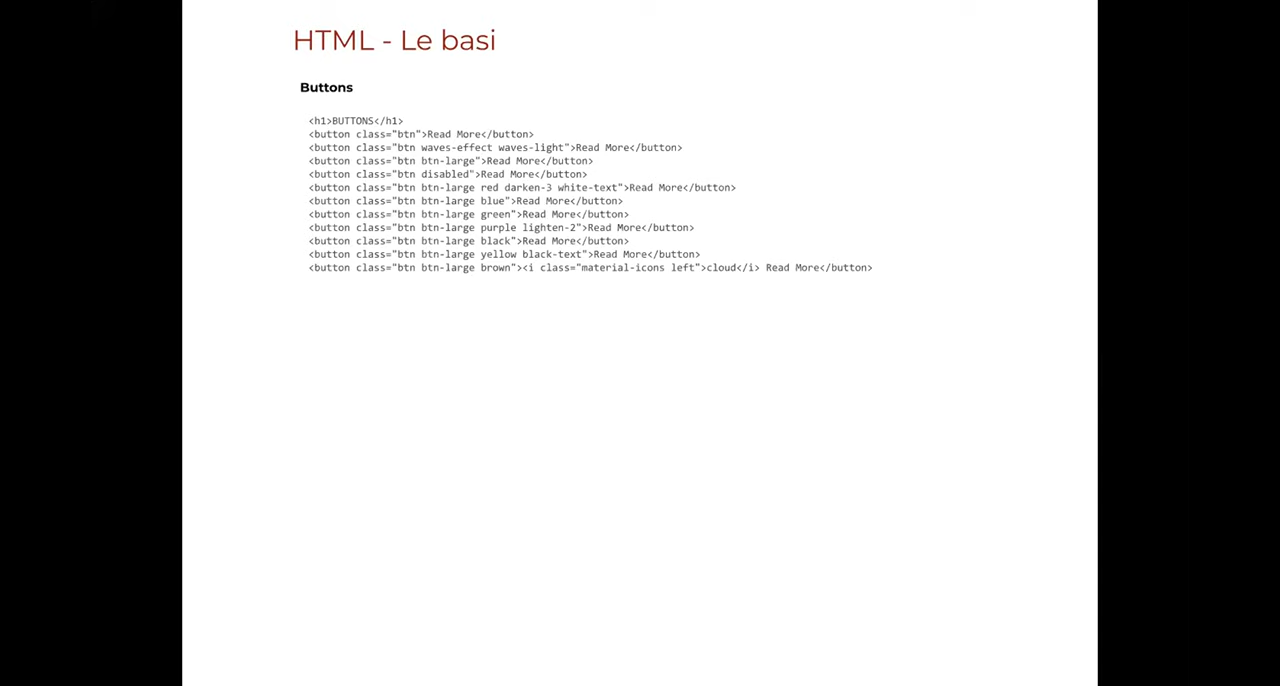 HTML - Le basi
Buttons
<h1>BUTTONS</h1>
<button class="btn">Read More</button>
<button class="btn waves-effect waves-light">Read More</button>
<button class="btn btn-large">Read More</button>
<button class="btn disabled">Read More</button>
<button class="btn btn-large red darken-3 white-text">Read More</button>
<button class="btn btn-large blue">Read More</button>
<button class="btn btn-large green">Read More</button>
<button class="btn btn-large purple lighten-2">Read More</button>
<button class="btn btn-large black">Read More</button>
<button class="btn btn-large yellow black-text">Read More</button>
<button class="btn btn-large brown"><i class="material-icons left">cloud</i> Read More</button>